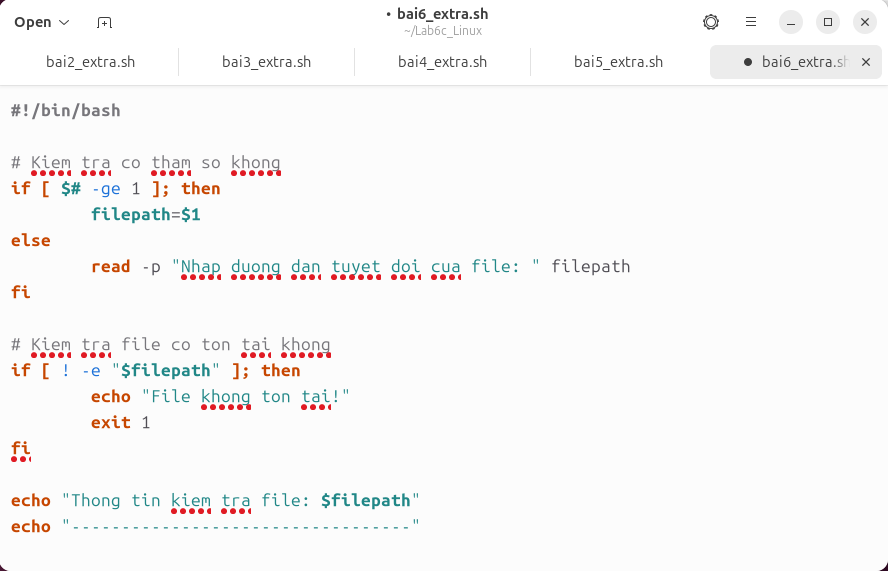 Open
• bai6_extra.sh
~/Lab6c_Linux
bai2_extra.sh
bai3_extra.sh
bai4_extra.sh
bai5_extra.sh
● bai6_extra.sh
#!/bin/bash
# Kiem tra co tham so khong
if [ $# -ge 1 ]; then
        filepath=$1
else
        read -p "Nhap duong dan tuyet doi cua file: " filepath
fi
# Kiem tra file co ton tai khong
if [ ! -e "$filepath" ]; then
        echo "File khong ton tai!"
        exit 1
fi
echo "Thong tin kiem tra file: $filepath"
echo "----------------------------------"